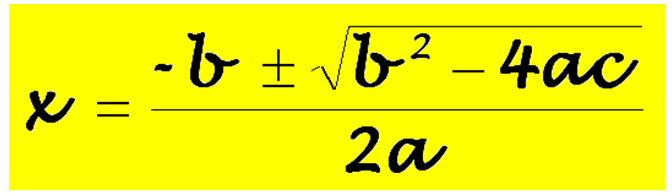 x = -b ± √b² − 4ac
2a